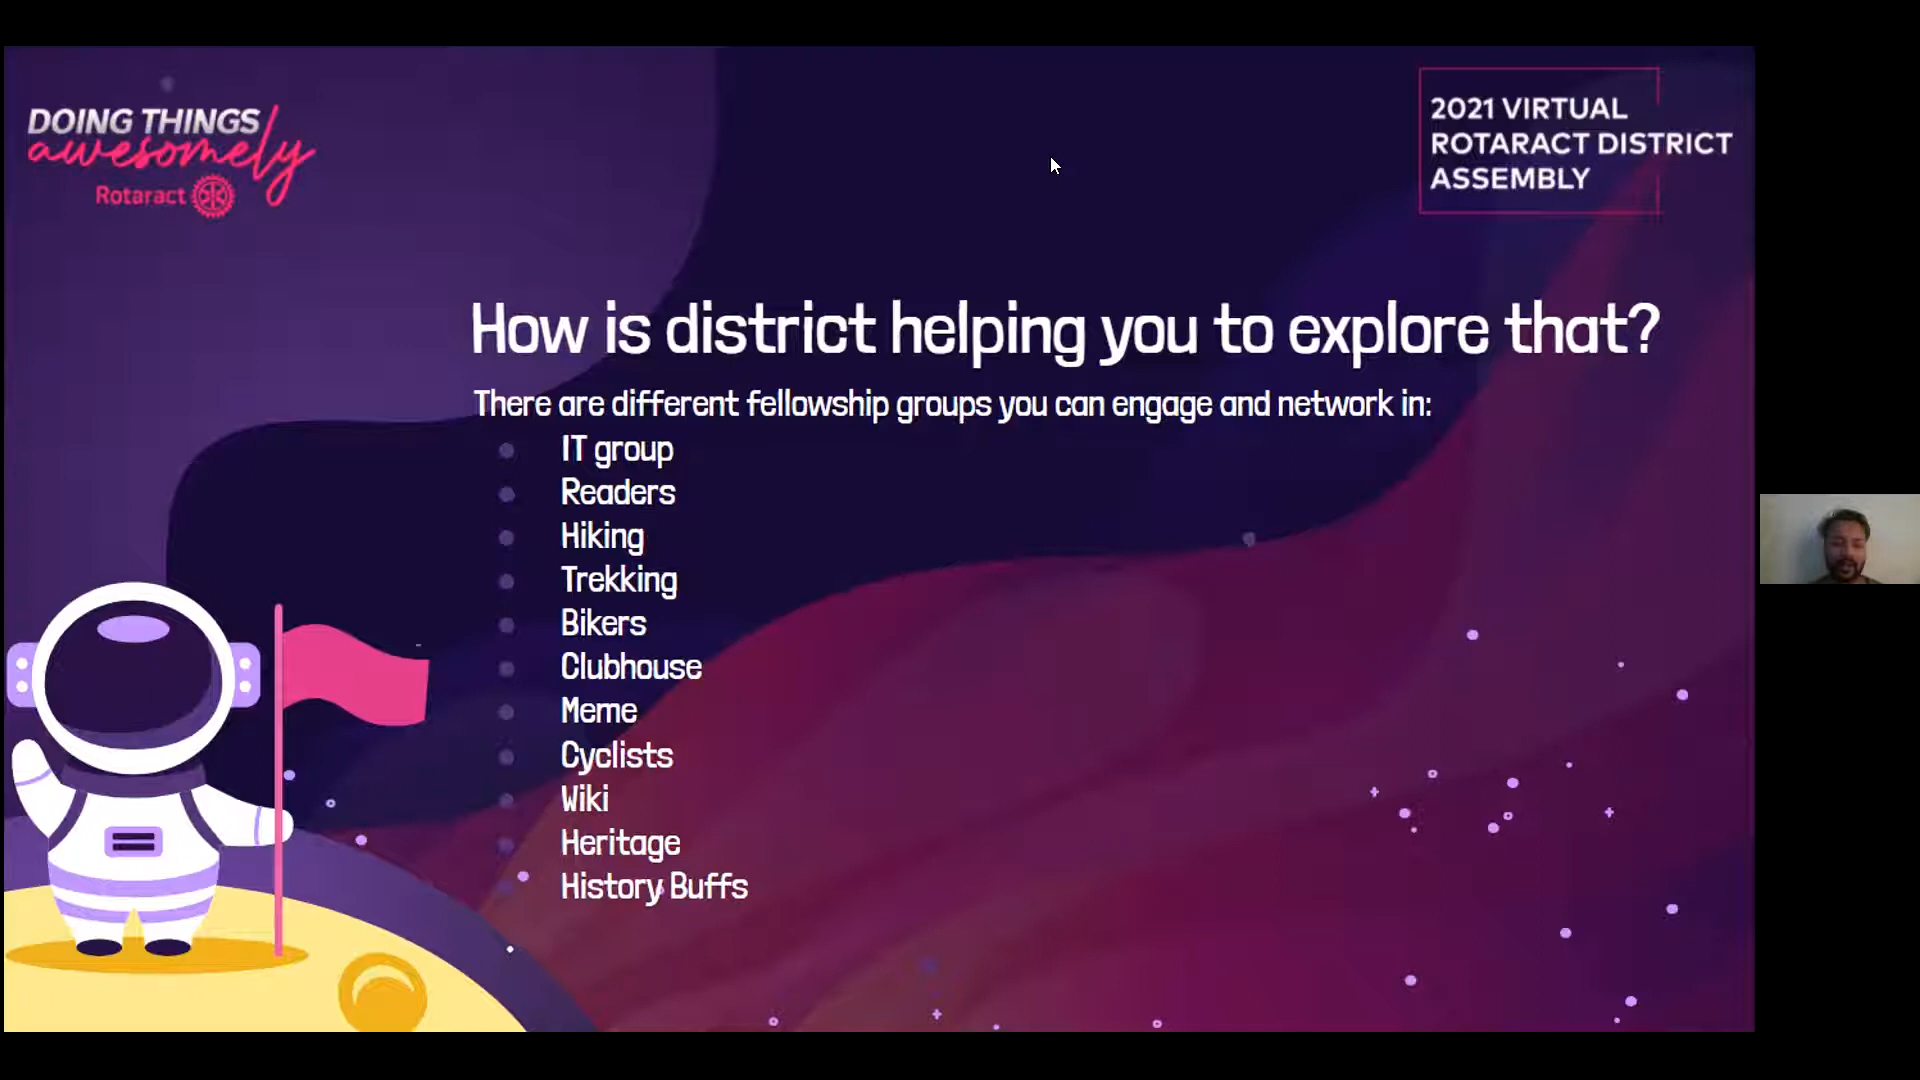 DOING THINGS
awesomely
Rotaract
2021 VIRTUAL
ROTARACT DISTRICT
ASSEMBLY
How is district helping you to explore that?
There are different fellowship groups you can engage and network in:
IT group
Readers
Hiking
Trekking
Bikers
Clubhouse
Meme
Cyclists
Wiki
Heritage
History Buffs